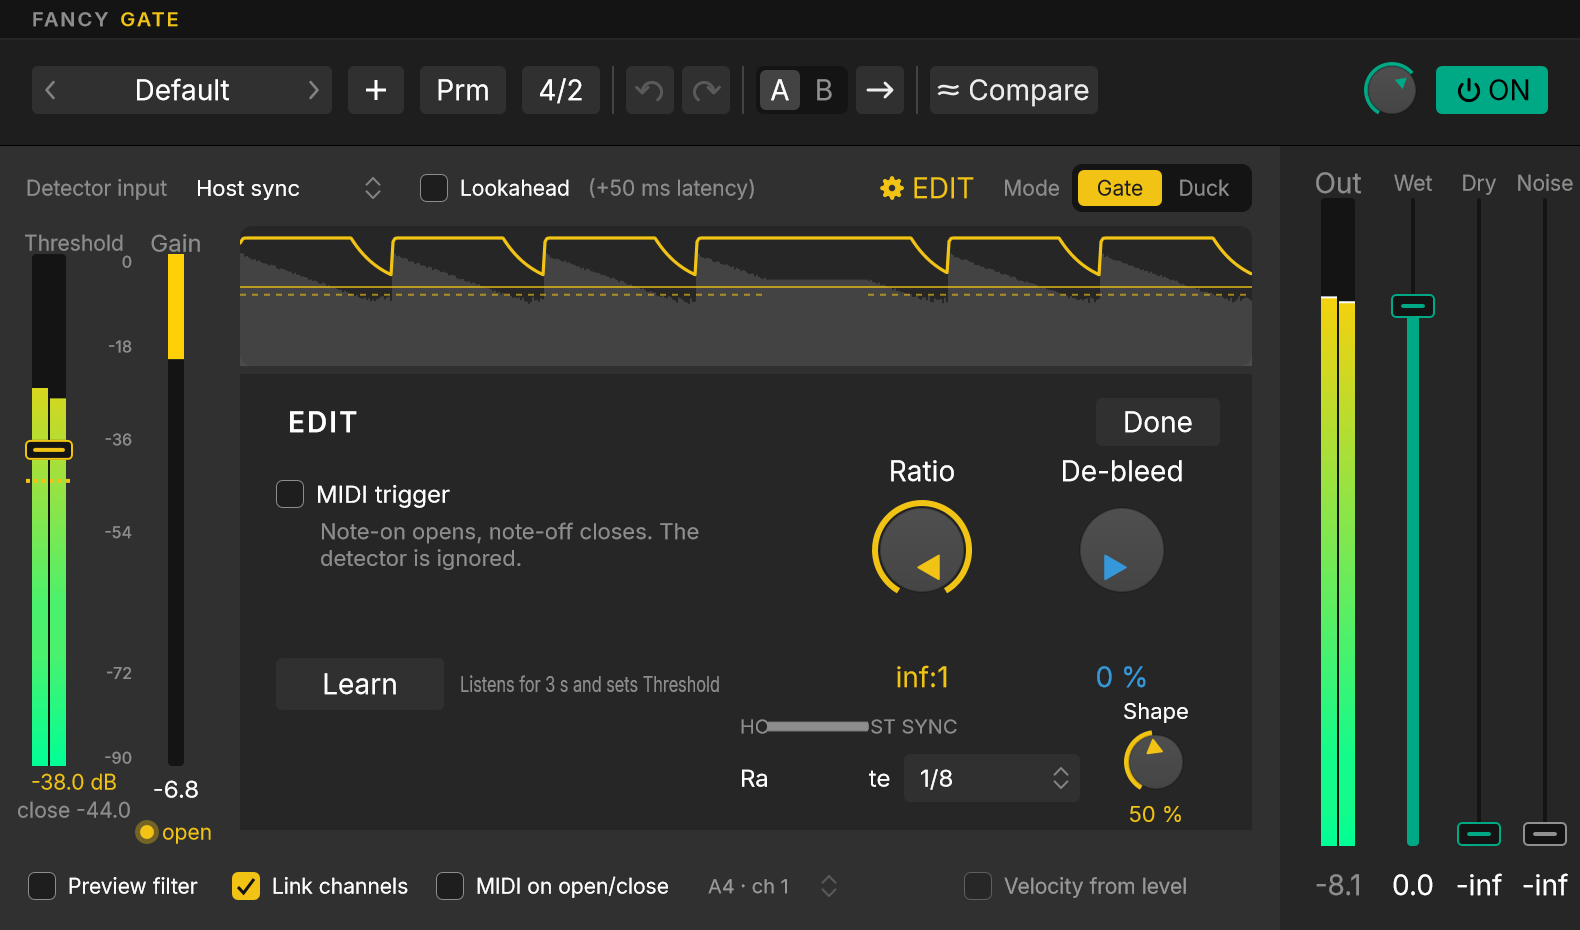 FANCY GATE
Default + Prm 4/2 A B → ≈ Compare ON
Detector input Host sync Lookahead (+50 ms latency) EDIT Mode Gate Duck
Out Wet Dry Noise
Threshold Gain
0
-18
-36
-54
-72
-90
-38.0 dB
close -44.0
-6.8
open
EDIT Done
MIDI trigger
Note-on opens, note-off closes. The
detector is ignored.
Ratio De-bleed
inf:1 0 %
Learn Listens for 3 s and sets Threshold
HO ST SYNC
Ra te 1/8
Shape
50 %
Preview filter Link channels MIDI on open/close A4 · ch 1 Velocity from level
-8.1 0.0 -inf -inf